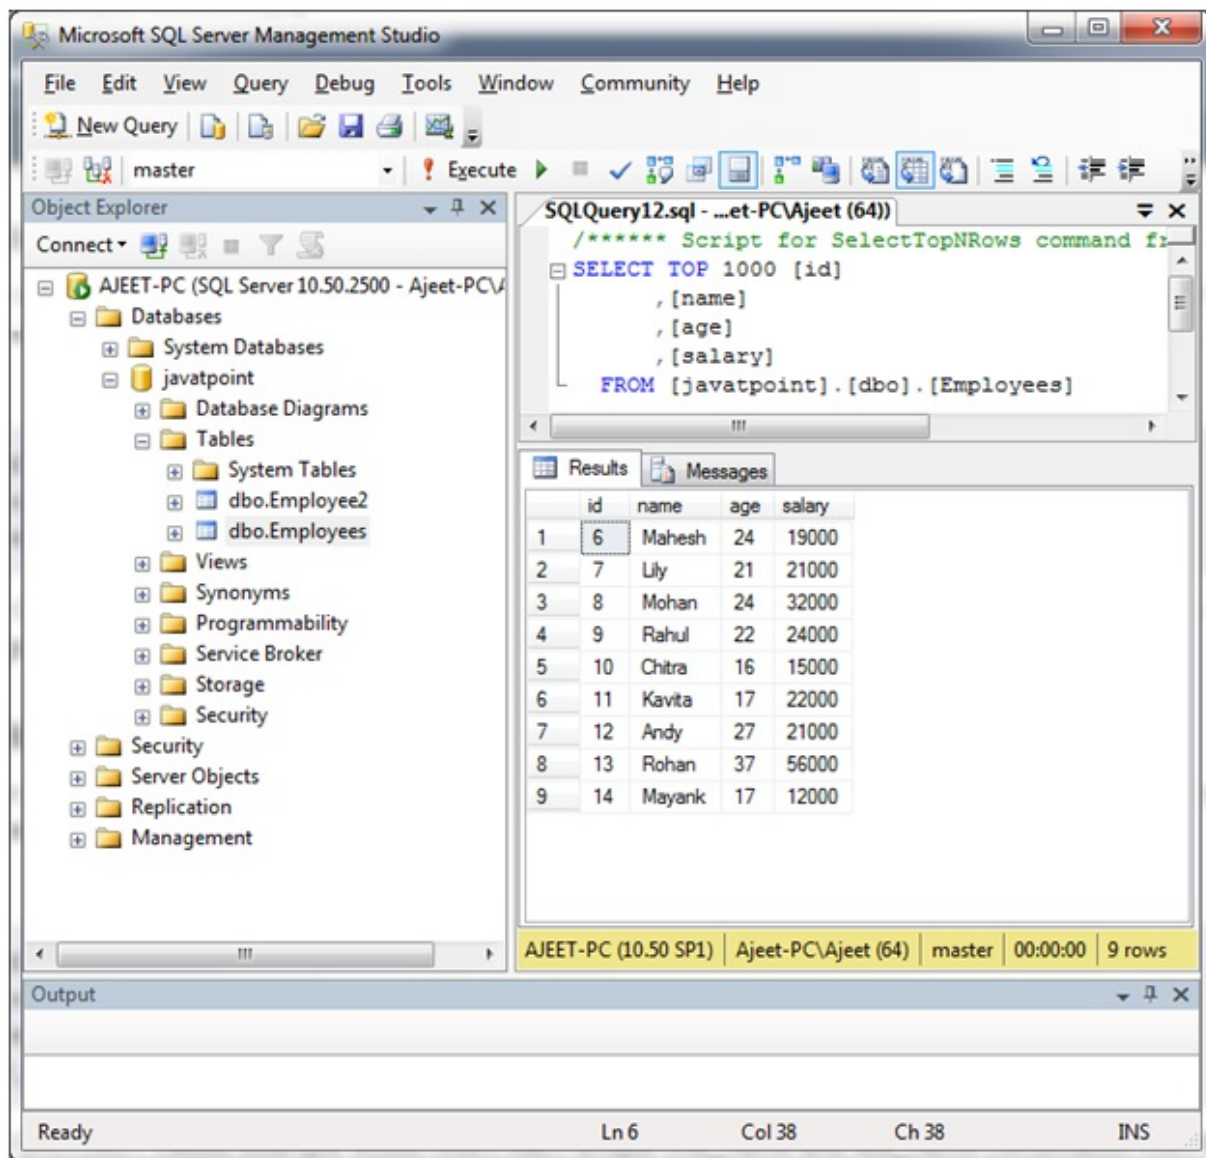 Microsoft SQL Server Management Studio
File Edit View Query Debug Tools Window Community Help
New Query
master Execute
Object Explorer
Connect
AJEET-PC (SQL Server 10.50.2500 - Ajeet-PC\A
Databases
System Databases
javatpoint
Database Diagrams
Tables
System Tables
dbo.Employee2
dbo.Employees
Views
Synonyms
Programmability
Service Broker
Storage
Security
Security
Server Objects
Replication
Management
SQLQuery12.sql - ...et-PC\Ajeet (64))
/****** Script for SelectTopNRows command fr
SELECT TOP 1000 [id]
,[name]
,[age]
,[salary]
FROM [javatpoint].[dbo].[Employees]
Results Messages
id name age salary
1 6 Mahesh 24 19000
2 7 Lily 21 21000
3 8 Mohan 24 32000
4 9 Rahul 22 24000
5 10 Chitra 16 15000
6 11 Kavita 17 22000
7 12 Andy 27 21000
8 13 Rohan 37 56000
9 14 Mayank 17 12000
AJEET-PC (10.50 SP1) Ajeet-PC\Ajeet (64) master 00:00:00 9 rows
Output
Ready Ln 6 Col 38 Ch 38 INS